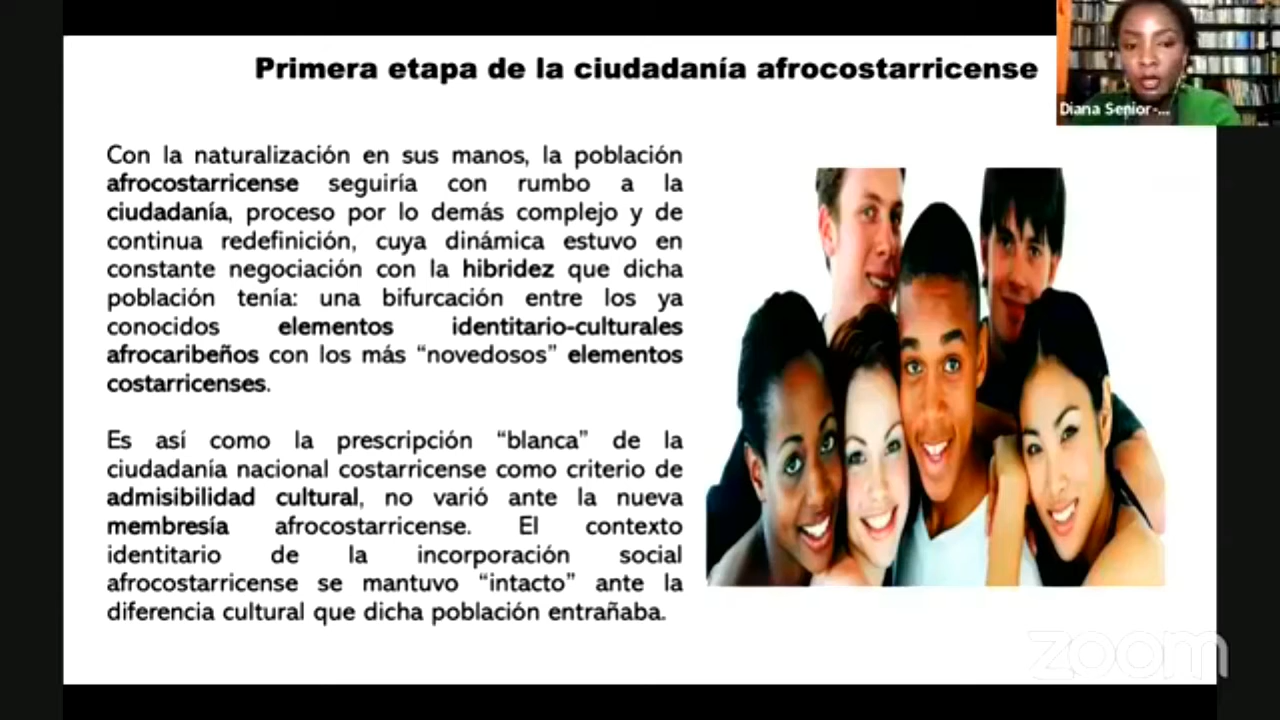 Primera etapa de la ciudadanía afrocostarricense
Diana Senior-...
Con la naturalización en sus manos, la población
afrocostarricense seguiría con rumbo a la
ciudadanía, proceso por lo demás complejo y de
continua redefinición, cuya dinámica estuvo en
constante negociación con la hibridez que dicha
población tenía: una bifurcación entre los ya
conocidos elementos identitario-culturales
afrocaribeños con los más “novedosos” elementos
costarricenses.
Es así como la prescripción “blanca” de la
ciudadanía nacional costarricense como criterio de
admisibilidad cultural, no varió ante la nueva
membresía afrocostarricense. El contexto
identitario de la incorporación social
afrocostarricense se mantuvo “intacto” ante la
diferencia cultural que dicha población entrañaba.
zoom